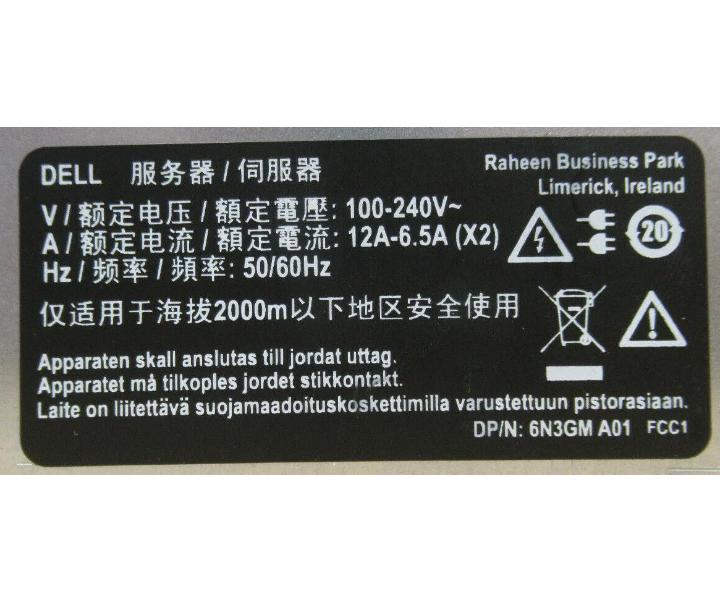 DELL 服务器 / 伺服器
Raheen Business Park
Limerick, Ireland
V / 额定电压 / 額定電壓: 100-240V~
A / 额定电流 / 額定電流: 12A-6.5A (X2)
Hz / 频率 / 頻率: 50/60Hz
20
仅适用于海拔2000m以下地区安全使用
Apparaten skall anslutas till jordat uttag.
Apparatet må tilkoples jordet stikkontakt.
Laite on liitettävä suojamaadoituskoskettimilla varustettuun pistorasiaan.
DP/N: 6N3GM A01 FCC1